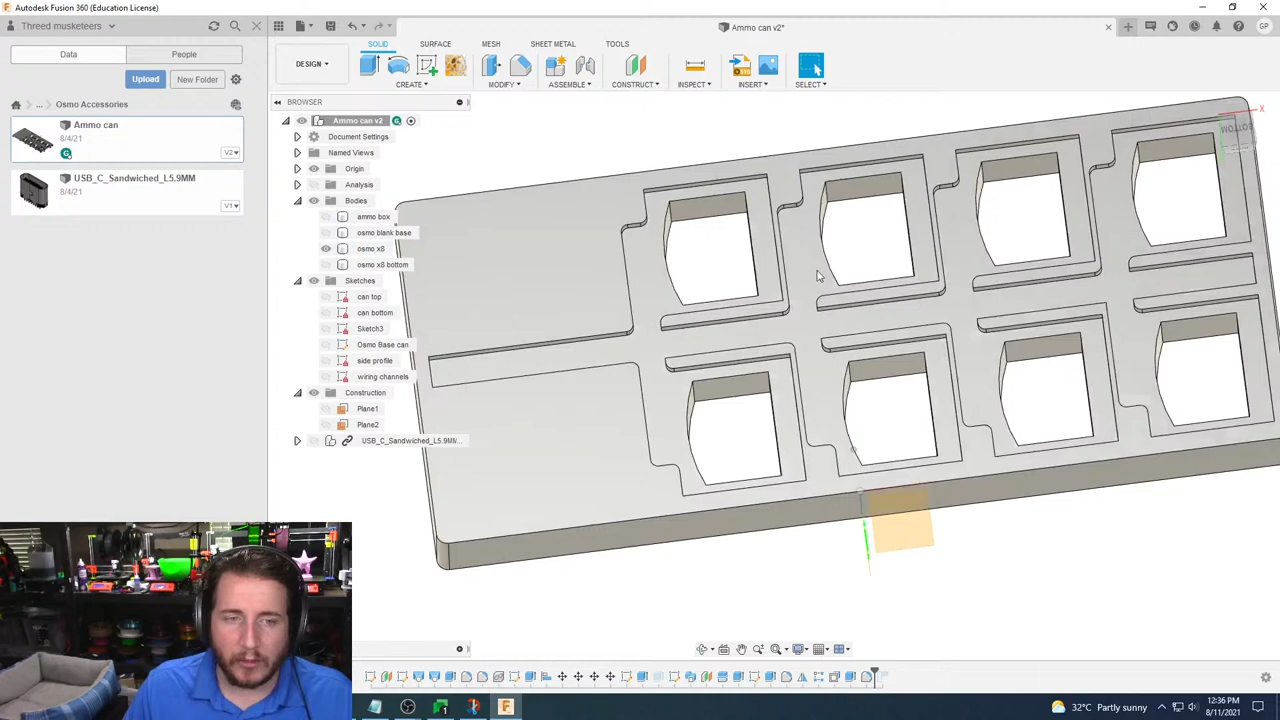 Autodesk Fusion 360 (Education License)
Threed musketeers
Ammo can v2*
GP
Data
People
Upload
New Folder
... Osmo Accessories
Ammo can
8/4/21
V2
USB_C_Sandwiched_L5.9MM
8/4/21
V1
DESIGN
SOLID
SURFACE
MESH
SHEET METAL
TOOLS
CREATE
MODIFY
ASSEMBLE
CONSTRUCT
INSPECT
INSERT
SELECT
BROWSER
Ammo can v2
Document Settings
Named Views
Origin
Analysis
Bodies
ammo box
osmo blank base
osmo x8
osmo x8 bottom
Sketches
can top
can bottom
Sketch3
Osmo Base can
side profile
wiring channels
Construction
Plane1
Plane2
USB_C_Sandwiched_L5.9MM...
X
BOTTOM
32°C Partly sunny
12:36 PM
8/11/2021